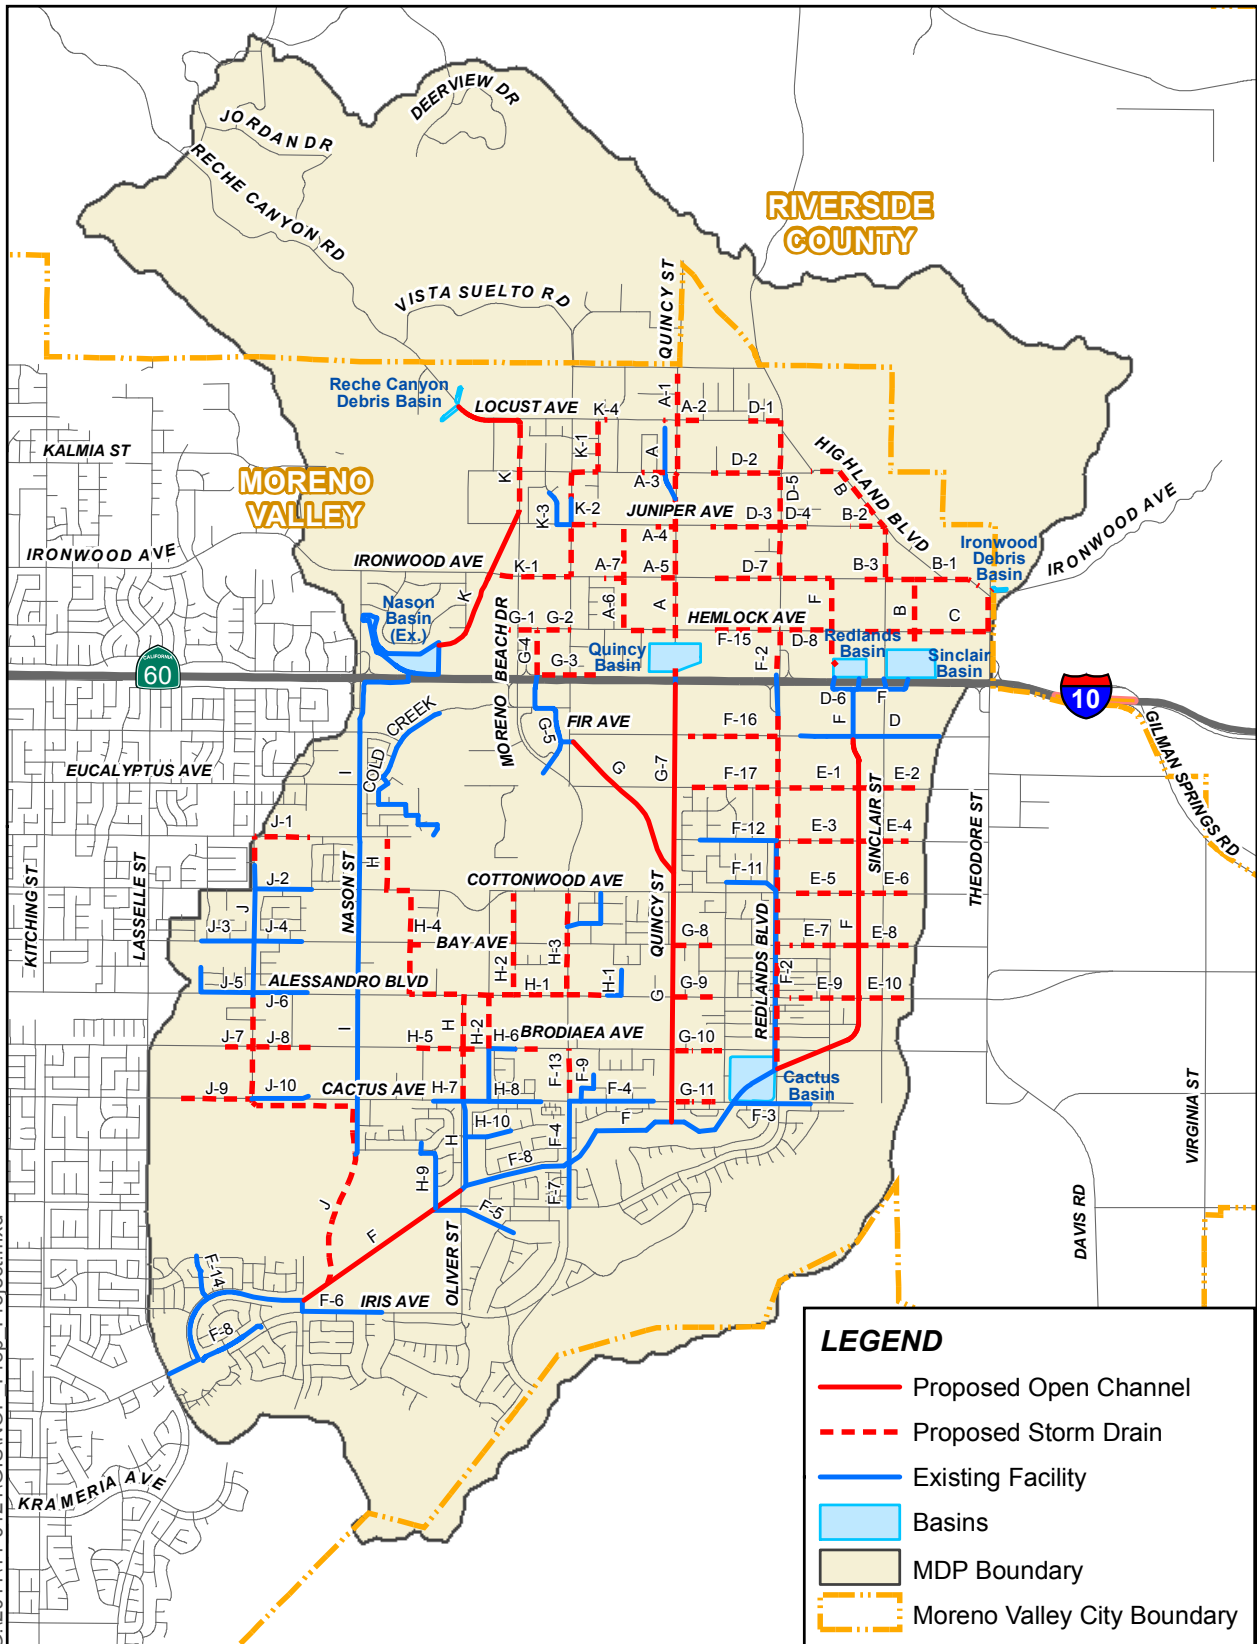 DEERVIEW DR
JORDAN DR
RECHE CANYON RD
RIVERSIDE
COUNTY
VISTA SUELTO RD
QUINCY ST
Reche Canyon
Debris Basin
LOCUST AVE
K-4
A-1
A-2
D-1
KALMIA ST
K-1
A
HIGHLAND BLVD
MORENO
VALLEY
K
A-3
D-2
D-5
B
K-3
K-2
JUNIPER AVE
D-3
D-4
B-2
IRONWOOD AVE
IRONWOOD AVE
A-4
Ironwood
Debris
Basin
IRONWOOD AVE
K-1
A-7
A-5
D-7
B-3
B-1
Nason
Basin
(Ex.)
K
MORENO BEACH DR
G-1
G-2
A-6
A
HEMLOCK AVE
F
B
C
G-4
G-3
Quincy
Basin
F-15
F-2
D-8
Redlands
Basin
Sinclair
Basin
CALIFORNIA
60
D-6
F
10
COLD CREEK
G-5
FIR AVE
F-16
F
D
GILMAN SPRINGS RD
EUCALYPTUS AVE
I
G
G-7
F-17
E-1
E-2
SINCLAIR ST
THEODORE ST
J-1
H
F-12
E-3
E-4
KITCHING ST
LASSELLE ST
NASON ST
J-2
J
COTTONWOOD AVE
F-11
E-5
E-6
QUINCY ST
REDLANDS BLVD
J-3
J-4
H-4
BAY AVE
H-2
H-3
G-8
E-7
F
E-8
J-5
ALESSANDRO BLVD
H-1
H-1
G
G-9
F-2
E-9
E-10
J-6
J-7
J-8
I
H-5
H
H-2
H-6
BRODIAEA AVE
G-10
F-13
F-9
Cactus
Basin
J-9
J-10
CACTUS AVE
H-7
H-8
F-4
G-11
F-3
H-10
H
F-4
F
VIRGINIA ST
H-9
F-8
F-7
J
F-5
DAVIS RD
F
OLIVER ST
F-14
F-6
IRIS AVE
F-8
KRAMERIA AVE
LEGEND
Proposed Open Channel
Proposed Storm Drain
Existing Facility
Basins
MDP Boundary
Moreno Valley City Boundary